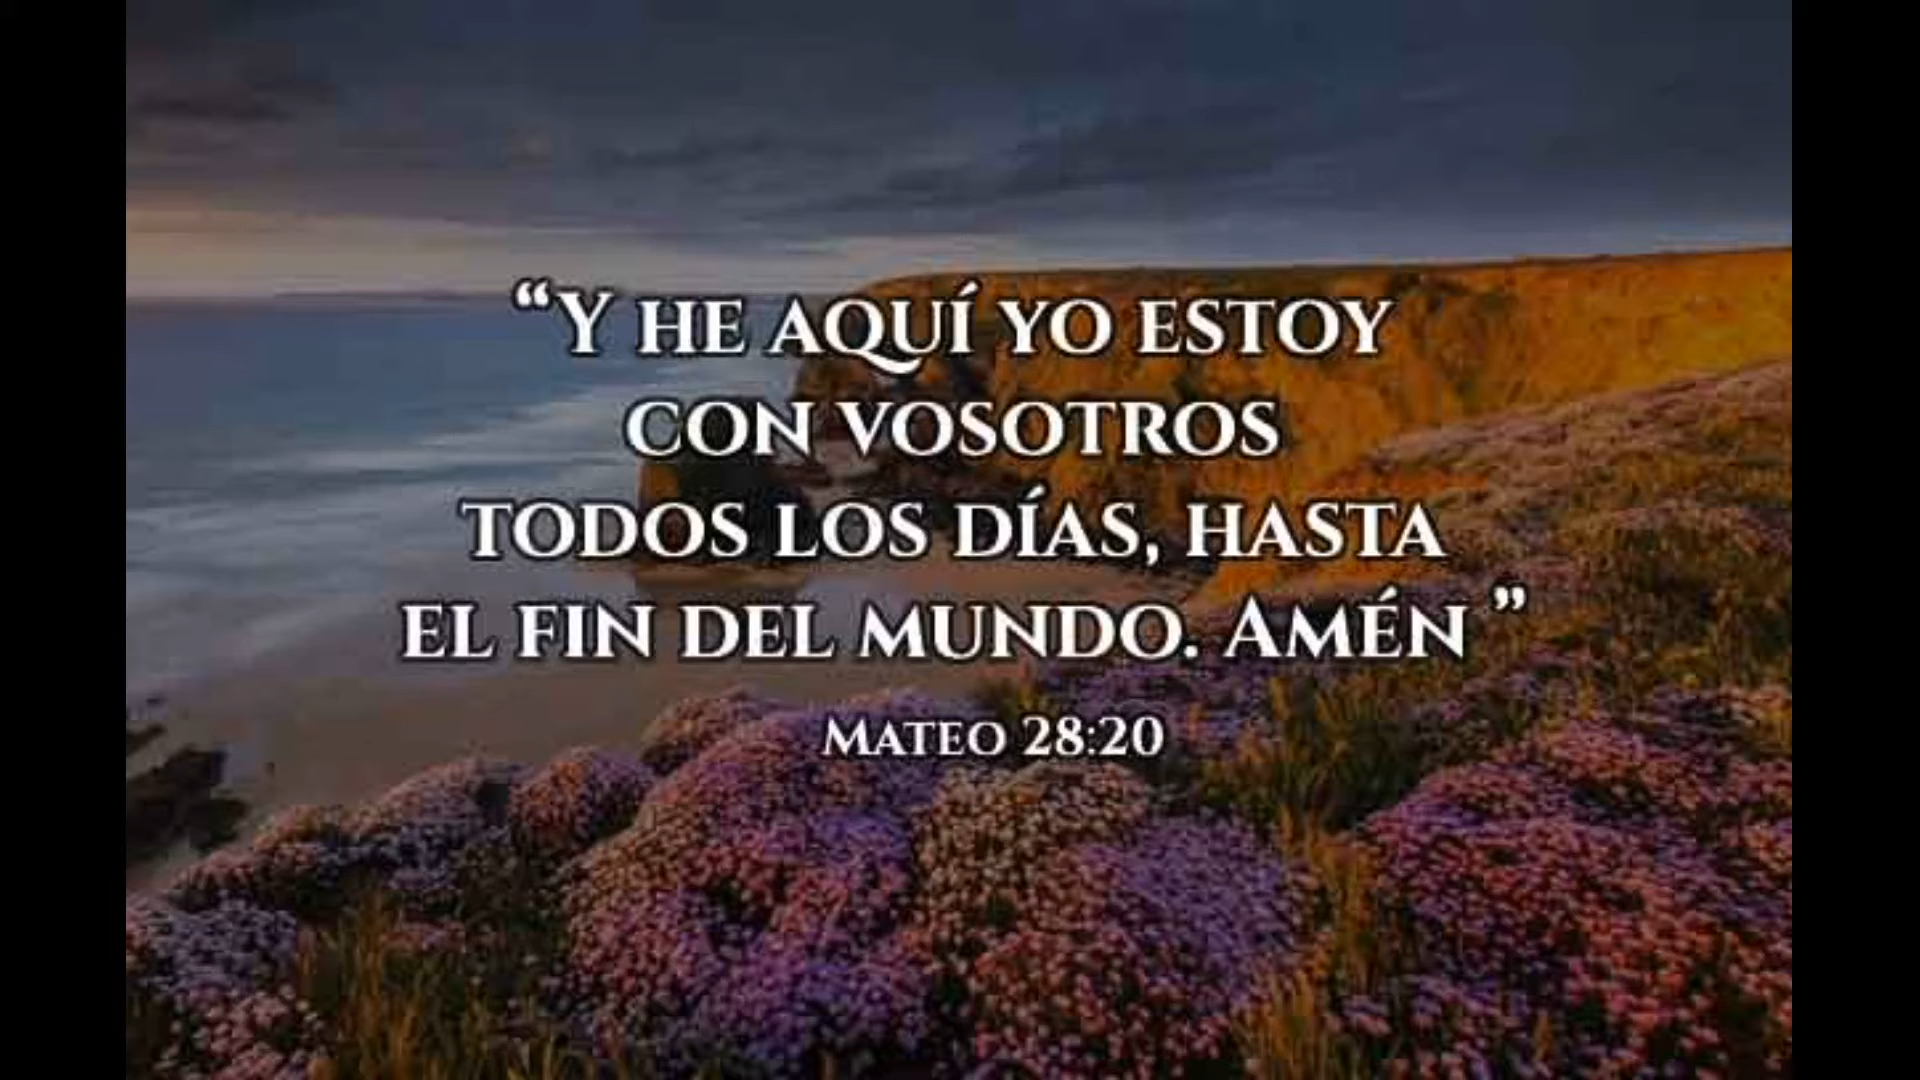 “Y he aquí yo estoy
con vosotros
todos los días, hasta
el fin del mundo. Amén ”
Mateo 28:20